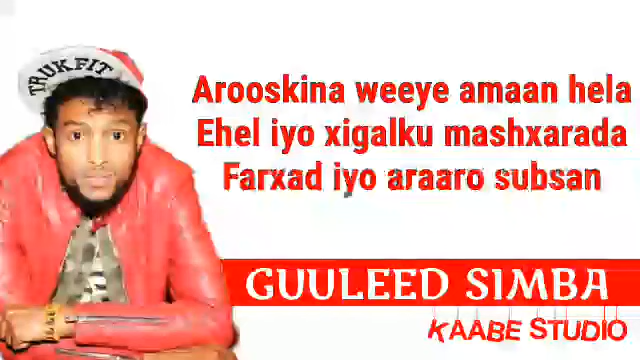 TRUKFIT
Arooskina weeye amaan hela
Ehel iyo xigalku mashxarada
Farxad iyo araaro subsan
GUULEED SIMBA
KAABE STUDIO